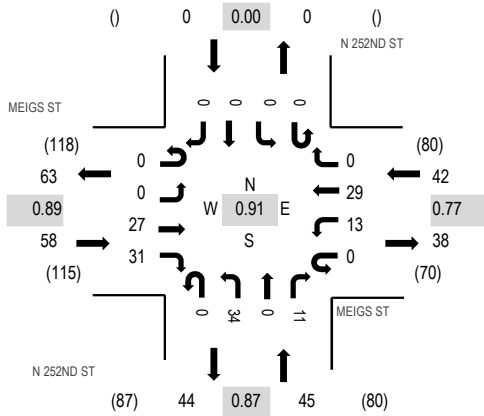 () 0 0.00 0 ()
N 252ND ST
MEIGS ST
0 0 0 0
(118) 0 0 (80)
63 42
0 29
N
0.89 W 0.91 E 0.77
27 13
S
58 31 0 38
(115) (70)
0 34 0 11
MEIGS ST
N 252ND ST
(87) 44 0.87 45 (80)